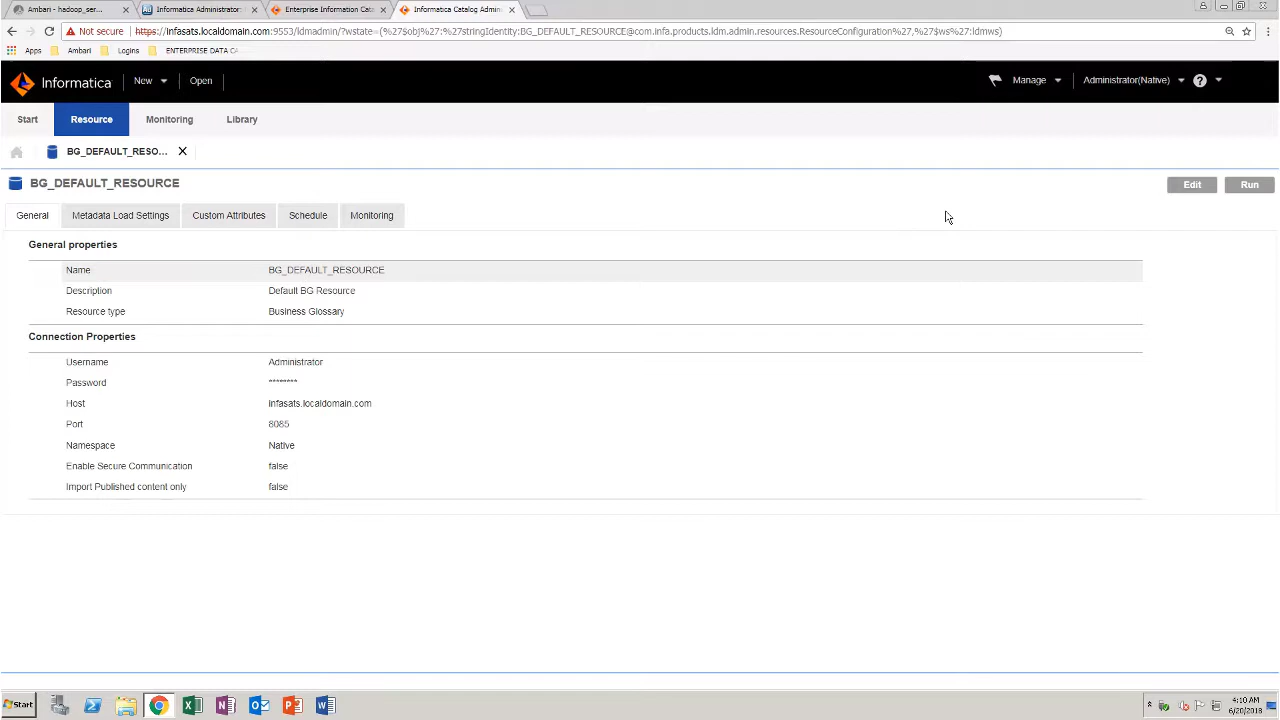 Ambari - hadoop_ser...
Informatica Administrator:
Enterprise Information Cat
Informatica Catalog Admin
Not secure https://infasats.localdomain.com:9553/ldmadmin/?wstate={%27$obj%27:%27stringIdentity:BG_DEFAULT_RESOURCE@com.infa.products.ldm.admin.resources.ResourceConfiguration%27,%27$ws%27:ldmws}
Apps Ambari Logins ENTERPRISE DATA CA
Informatica New Open Manage Administrator(Native)
Start Resource Monitoring Library
BG_DEFAULT_RESO...
BG_DEFAULT_RESOURCE Edit Run
General Metadata Load Settings Custom Attributes Schedule Monitoring
General properties
Name BG_DEFAULT_RESOURCE
Description Default BG Resource
Resource type Business Glossary
Connection Properties
Username Administrator
Password ********
Host infasats.localdomain.com
Port 8085
Namespace Native
Enable Secure Communication false
Import Published content only false
Start 4:10 AM
6/20/2018